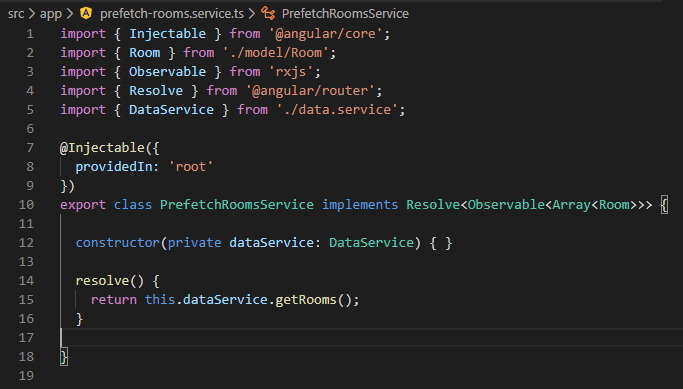 src > app > prefetch-rooms.service.ts > PrefetchRoomsService
1 import { Injectable } from '@angular/core';
2 import { Room } from './model/Room';
3 import { Observable } from 'rxjs';
4 import { Resolve } from '@angular/router';
5 import { DataService } from './data.service';
6
7 @Injectable({
8   providedIn: 'root'
9 })
10 export class PrefetchRoomsService implements Resolve<Observable<Array<Room>>> {
11
12   constructor(private dataService: DataService) { }
13
14   resolve() {
15     return this.dataService.getRooms();
16   }
17
18 }
19